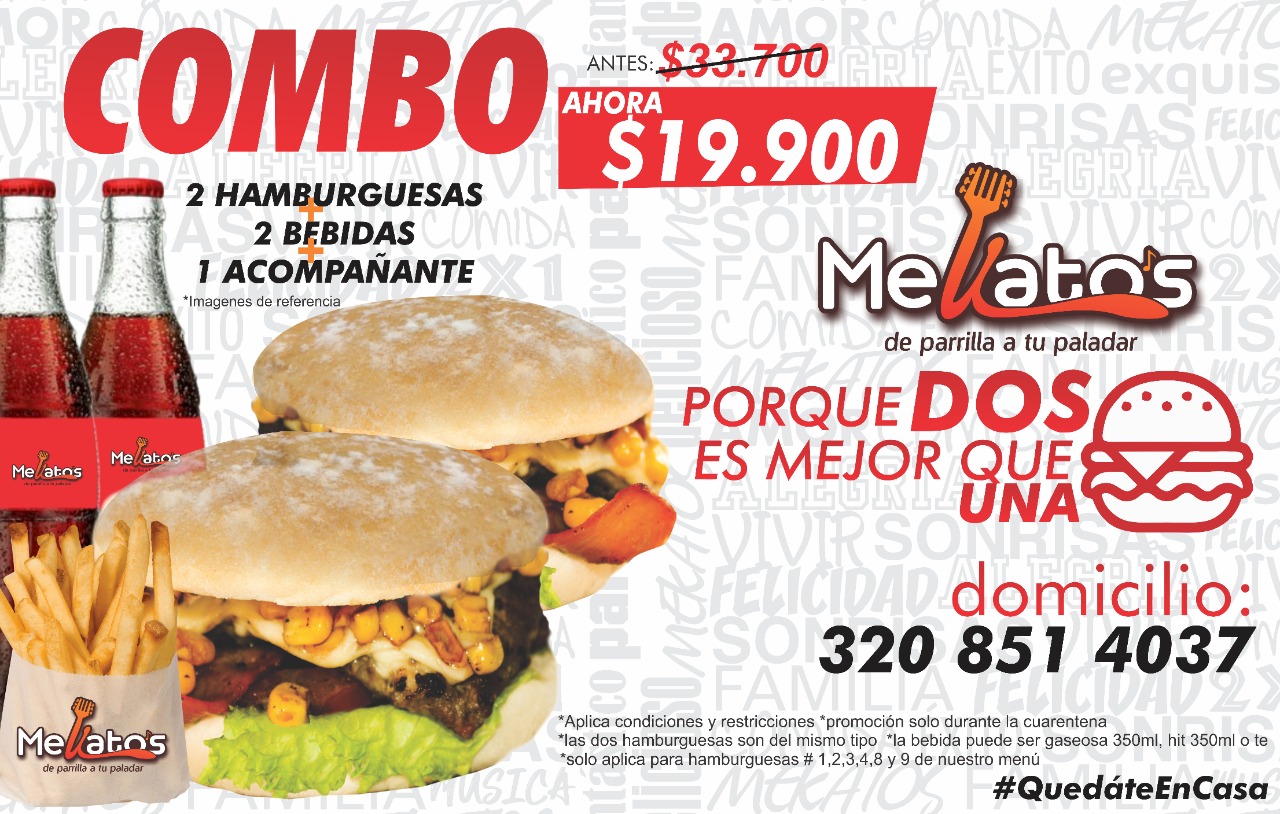 COMBO
ANTES: $33.700
AHORA
$19.900
2 HAMBURGUESAS
+
2 BEBIDAS
+
1 ACOMPAÑANTE
*Imagenes de referencia
Mekato's
de parrilla a tu paladar
PORQUE DOS
ES MEJOR QUE
UNA
domicilio:
320 851 4037
Mekatos
de parrilla a tu paladar
Mekatos
Mekato's
de parrilla a tu paladar
*Aplica condiciones y restricciones *promoción solo durante la cuarentena
*las dos hamburguesas son del mismo tipo *la bebida puede ser gaseosa 350ml, hit 350ml o te
*solo aplica para hamburguesas # 1,2,3,4,8 y 9 de nuestro menú
#QuedáteEnCasa